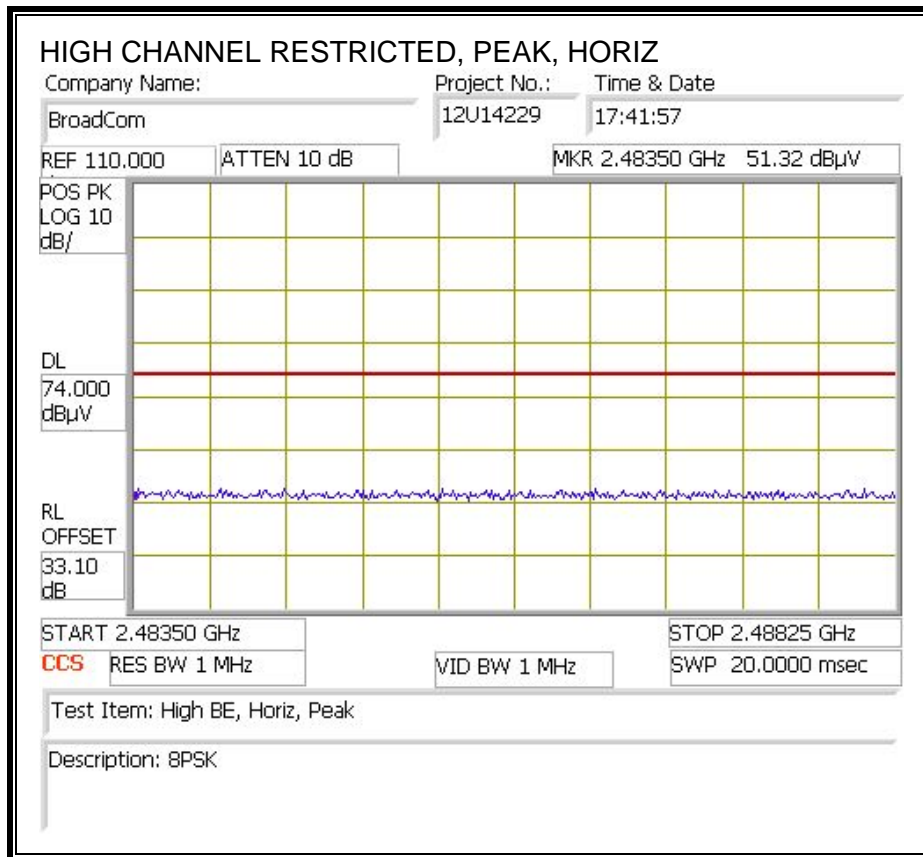 HIGH CHANNEL RESTRICTED, PEAK, HORIZ
Company Name:
Project No.:
Time & Date
BroadCom
12U14229
17:41:57
REF 110.000
ATTEN 10 dB
MKR 2.48350 GHz 51.32 dBµV
POS PK
LOG 10
dB/
DL
74.000
dBµV
RL
OFFSET
33.10
dB
START 2.48350 GHz
STOP 2.48825 GHz
CCS
RES BW 1 MHz
VID BW 1 MHz
SWP 20.0000 msec
Test Item: High BE, Horiz, Peak
Description: 8PSK